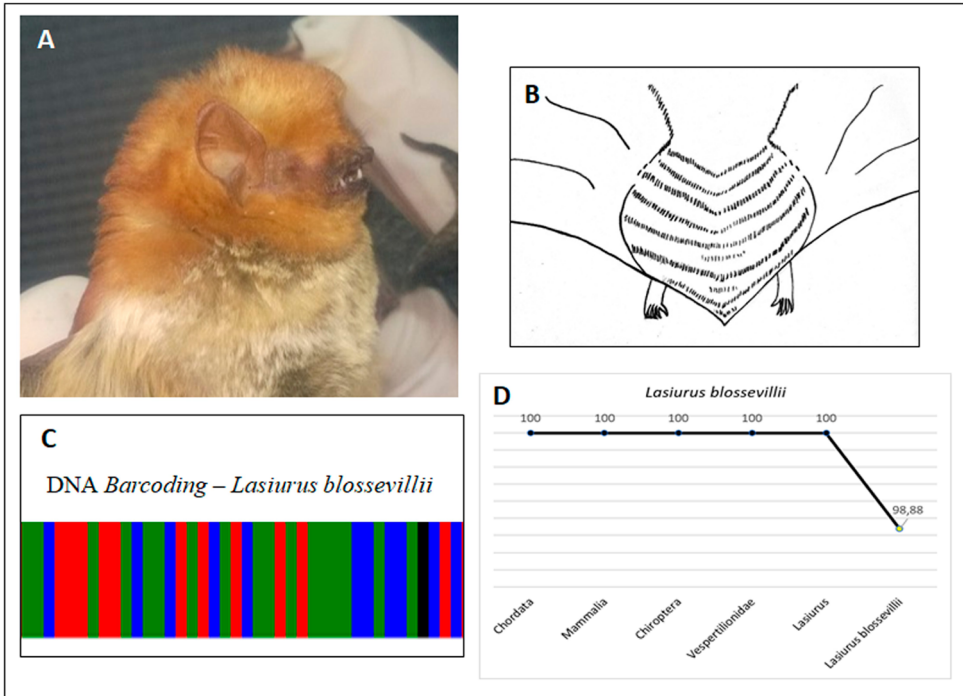 A
B
C
DNA Barcoding – Lasiurus blossevillii
D
Lasiurus blossevillii
100 100 100 100 100
98,88
Chordata
Mammalia
Chiroptera
Vespertilionidae
Lasiurus
Lasiurus blossevillii